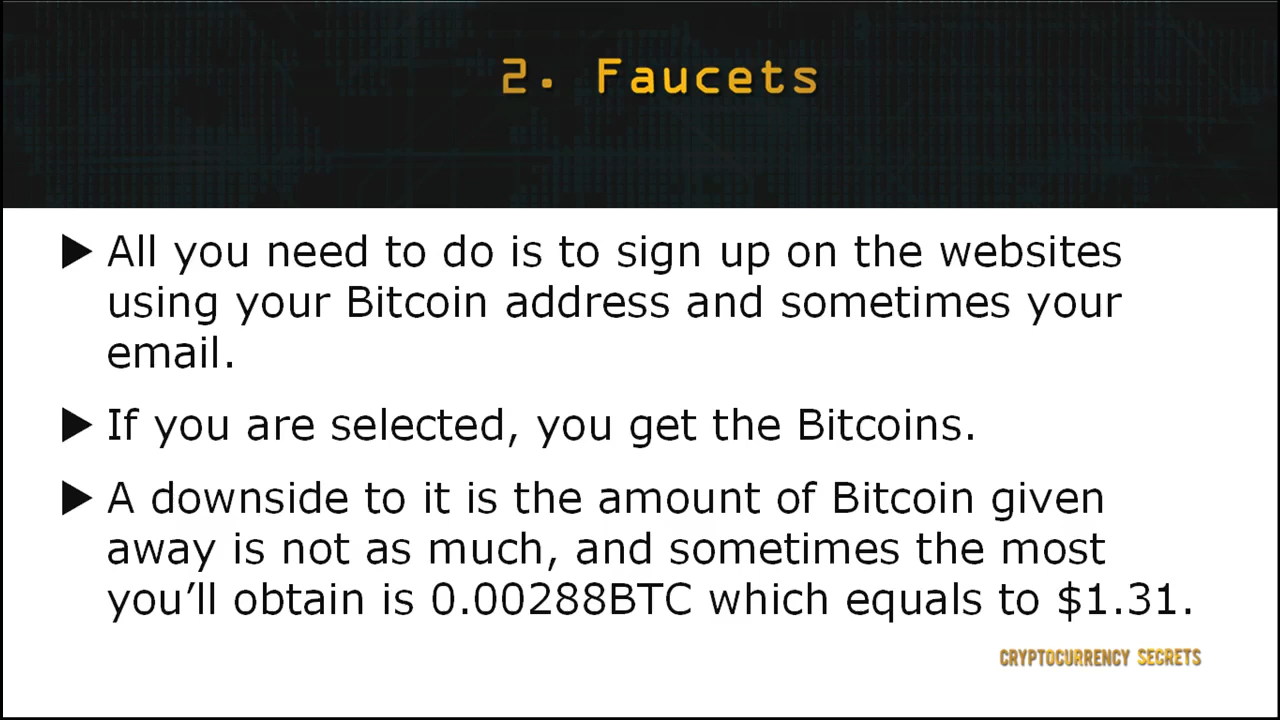 2. Faucets
▶ All you need to do is to sign up on the websites
using your Bitcoin address and sometimes your
email.
▶ If you are selected, you get the Bitcoins.
▶ A downside to it is the amount of Bitcoin given
away is not as much, and sometimes the most
you’ll obtain is 0.00288BTC which equals to $1.31.
CRYPTOCURRENCY SECRETS